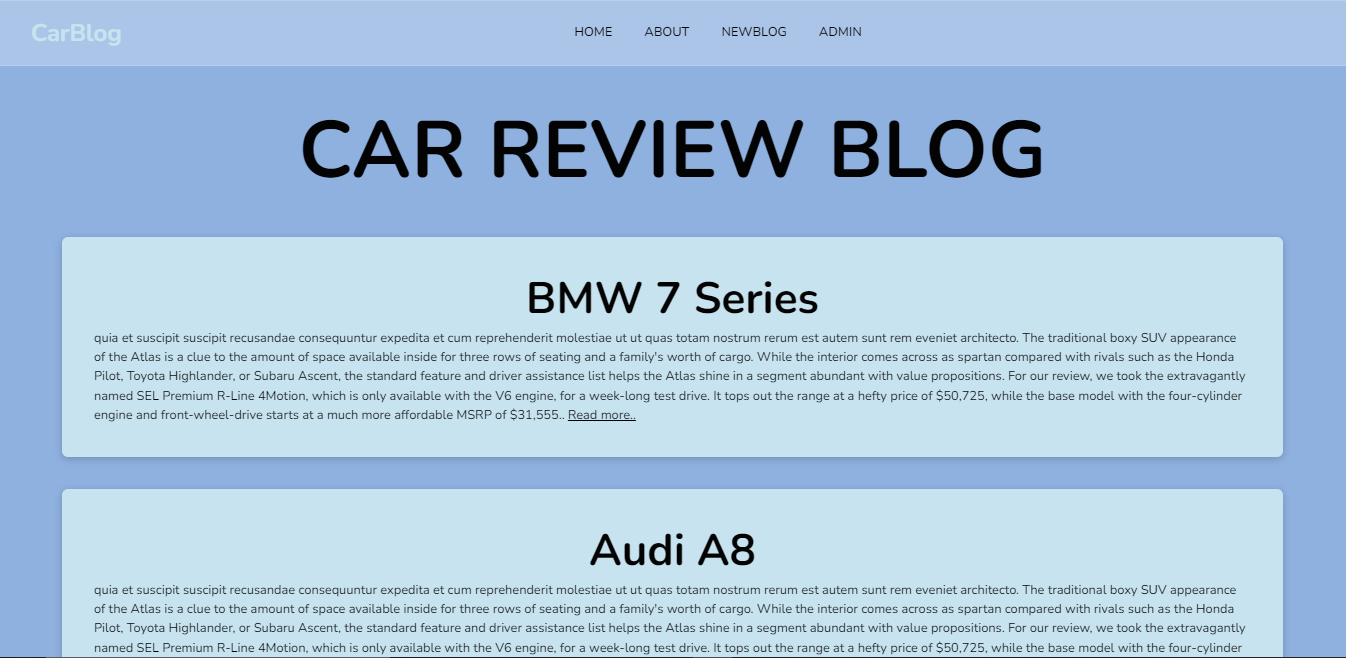 CarBlog
HOME ABOUT NEWBLOG ADMIN
CAR REVIEW BLOG
BMW 7 Series
quia et suscipit suscipit recusandae consequuntur expedita et cum reprehenderit molestiae ut ut quas totam nostrum rerum est autem sunt rem eveniet architecto. The traditional boxy SUV appearance
of the Atlas is a clue to the amount of space available inside for three rows of seating and a family's worth of cargo. While the interior comes across as spartan compared with rivals such as the Honda
Pilot, Toyota Highlander, or Subaru Ascent, the standard feature and driver assistance list helps the Atlas shine in a segment abundant with value propositions. For our review, we took the extravagantly
named SEL Premium R-Line 4Motion, which is only available with the V6 engine, for a week-long test drive. It tops out the range at a hefty price of $50,725, while the base model with the four-cylinder
engine and front-wheel-drive starts at a much more affordable MSRP of $31,555.. Read more..
Audi A8
quia et suscipit suscipit recusandae consequuntur expedita et cum reprehenderit molestiae ut ut quas totam nostrum rerum est autem sunt rem eveniet architecto. The traditional boxy SUV appearance
of the Atlas is a clue to the amount of space available inside for three rows of seating and a family's worth of cargo. While the interior comes across as spartan compared with rivals such as the Honda
Pilot, Toyota Highlander, or Subaru Ascent, the standard feature and driver assistance list helps the Atlas shine in a segment abundant with value propositions. For our review, we took the extravagantly
named SEL Premium R-Line 4Motion, which is only available with the V6 engine, for a week-long test drive. It tops out the range at a hefty price of $50,725, while the base model with the four-cylinder